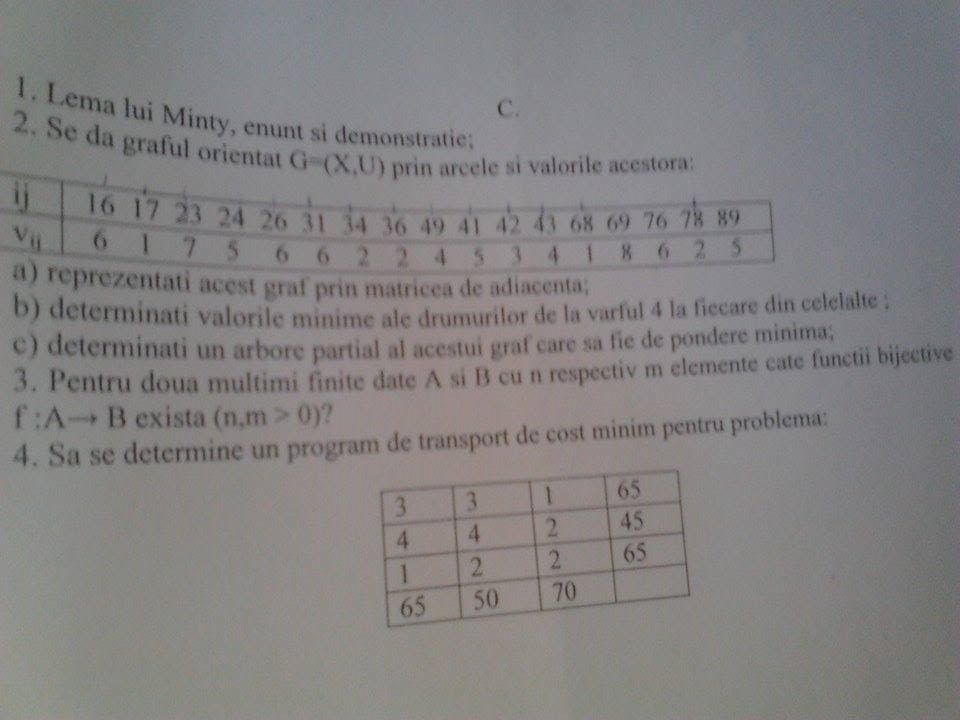 C.
1. Lema lui Minty, enunt si demonstratie;
2. Se da graful orientat G=(X,U) prin arcele si valorile acestora:
ij 16 17 23 24 26 31 34 36 49 41 42 43 68 69 76 78 89
vij 6 1 7 5 6 6 2 2 4 5 3 4 1 8 6 2 5
a) reprezentati acest graf prin matricea de adiacenta;
b) determinati valorile minime ale drumurilor de la varful 4 la fiecare din celelalte ;
c) determinati un arbore partial al acestui graf care sa fie de pondere minima;
3. Pentru doua multimi finite date A si B cu n respectiv m elemente cate functii bijective
f :A→ B exista (n,m > 0)?
4. Sa se determine un program de transport de cost minim pentru problema:
3 3 1 65
4 4 2 45
1 2 2 65
65 50 70